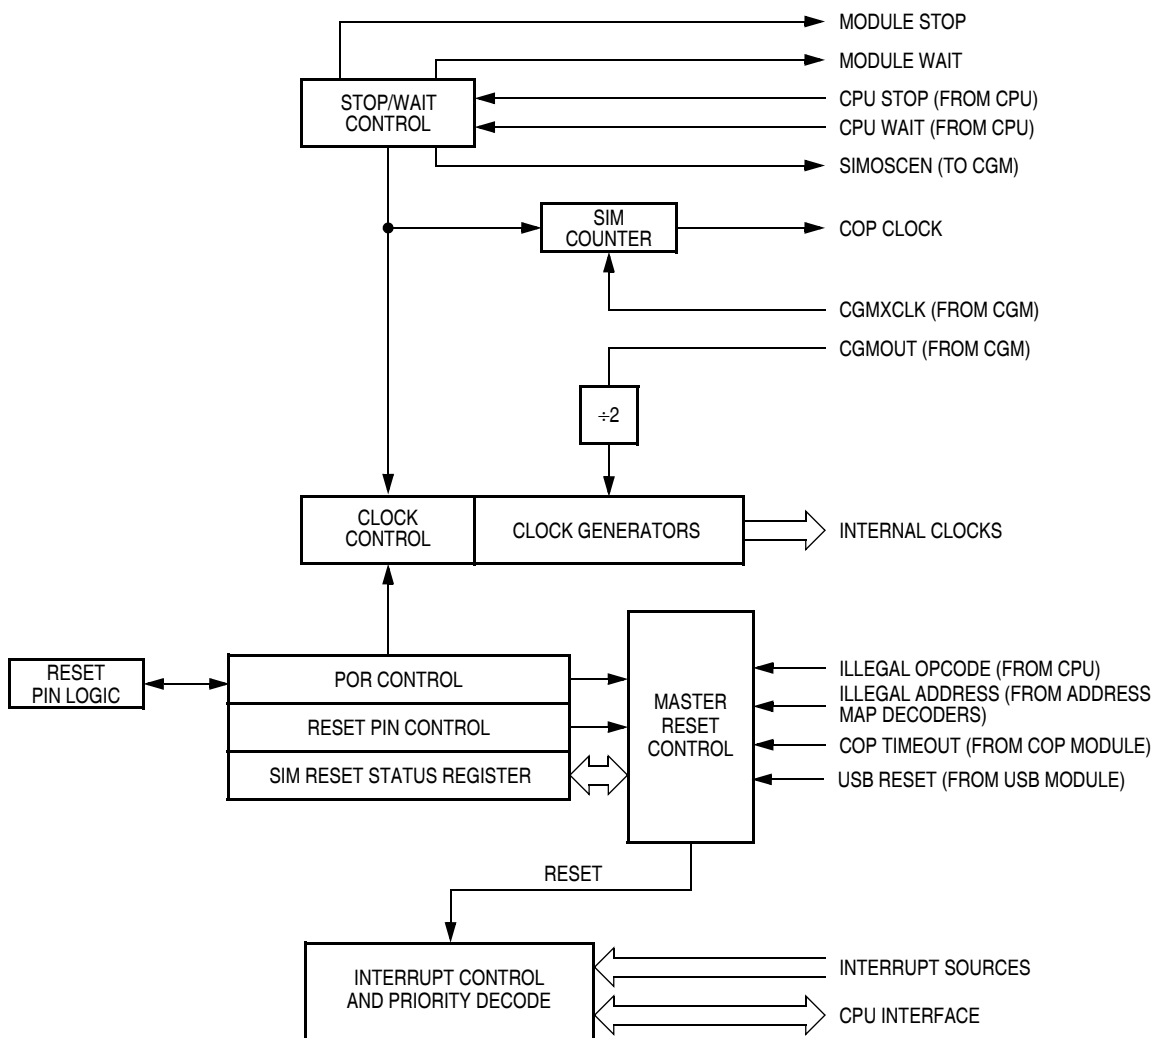 MODULE STOP
MODULE WAIT
STOP/WAIT
CONTROL
CPU STOP (FROM CPU)
CPU WAIT (FROM CPU)
SIMOSCEN (TO CGM)
SIM
COUNTER
COP CLOCK
CGMXCLK (FROM CGM)
CGMOUT (FROM CGM)
÷2
CLOCK
CONTROL
CLOCK GENERATORS
INTERNAL CLOCKS
RESET
PIN LOGIC
POR CONTROL
RESET PIN CONTROL
SIM RESET STATUS REGISTER
MASTER
RESET
CONTROL
ILLEGAL OPCODE (FROM CPU)
ILLEGAL ADDRESS (FROM ADDRESS
MAP DECODERS)
COP TIMEOUT (FROM COP MODULE)
USB RESET (FROM USB MODULE)
RESET
INTERRUPT CONTROL
AND PRIORITY DECODE
INTERRUPT SOURCES
CPU INTERFACE